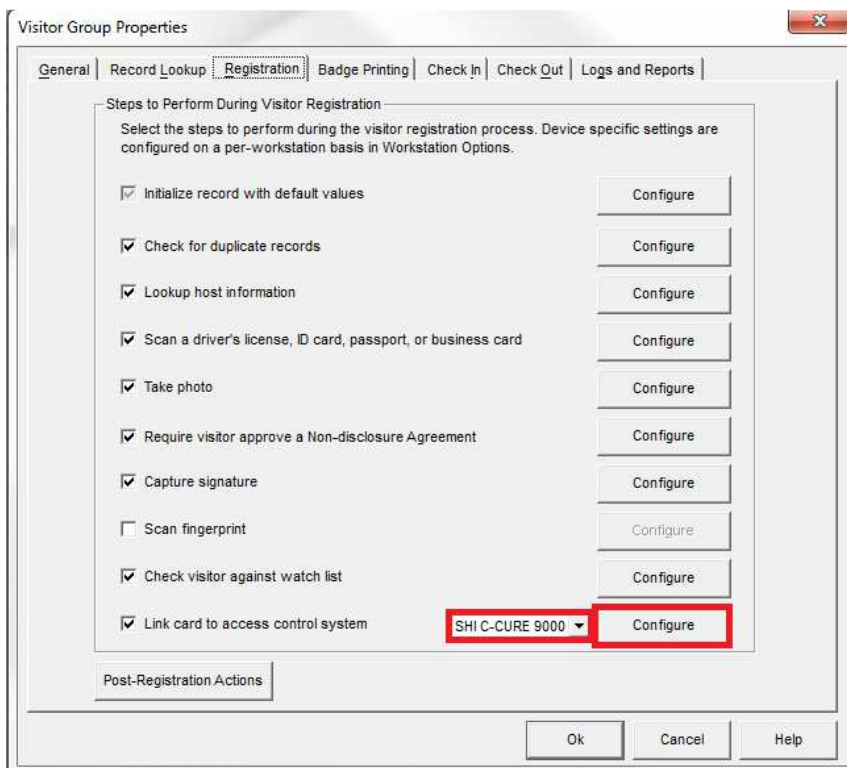 Visitor Group Properties
General Record Lookup Registration Badge Printing Check In Check Out Logs and Reports
Steps to Perform During Visitor Registration
Select the steps to perform during the visitor registration process. Device specific settings are
configured on a per-workstation basis in Workstation Options.
Initialize record with default values Configure
Check for duplicate records Configure
Lookup host information Configure
Scan a driver's license, ID card, passport, or business card Configure
Take photo Configure
Require visitor approve a Non-disclosure Agreement Configure
Capture signature Configure
Scan fingerprint Configure
Check visitor against watch list Configure
Link card to access control system SHI C-CURE 9000 Configure
Post-Registration Actions
Ok Cancel Help